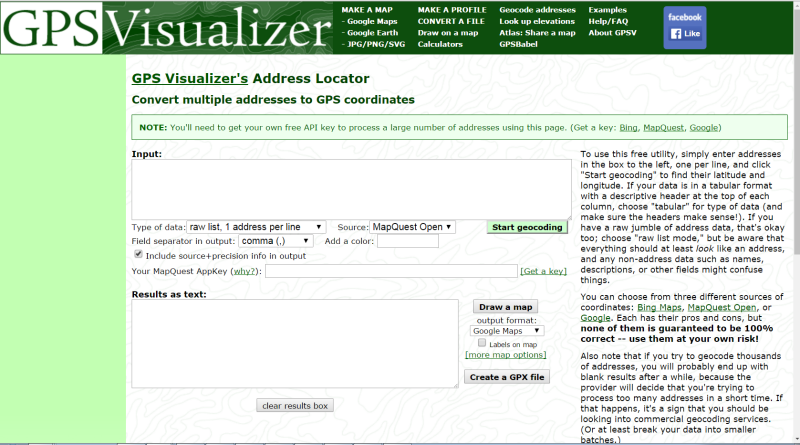 GPSVisualizer
MAKE A MAP
- Google Maps
- Google Earth
- JPG/PNG/SVG
MAKE A PROFILE
CONVERT A FILE
Draw on a map
Calculators
Geocode addresses
Look up elevations
Atlas: Share a map
GPSBabel
Examples
Help/FAQ
About GPSV
facebook
f Like
GPS Visualizer's Address Locator
Convert multiple addresses to GPS coordinates
NOTE: You'll need to get your own free API key to process a large number of addresses using this page. (Get a key: Bing, MapQuest, Google)
Input:
Type of data: raw list, 1 address per line Source: MapQuest Open Start geocoding
Field separator in output: comma (,) Add a color:
Include source+precision info in output
Your MapQuest AppKey (why?): [Get a key]
Results as text:
Draw a map
output format:
Google Maps
Labels on map
[more map options]
Create a GPX file
clear results box
To use this free utility, simply enter addresses
in the box to the left, one per line, and click
"Start geocoding" to find their latitude and
longitude. If your data is in a tabular format
with a descriptive header at the top of each
column, choose "tabular" for type of data (and
make sure the headers make sense!). If you
have a raw jumble of address data, that's okay
too; choose "raw list mode," but be aware that
everything should at least look like an address,
and any non-address data such as names,
descriptions, or other fields might confuse
things.
You can choose from three different sources of
coordinates: Bing Maps, MapQuest Open, or
Google. Each has their pros and cons, but
none of them is guaranteed to be 100%
correct -- use them at your own risk!
Also note that if you try to geocode thousands
of addresses, you will probably end up with
blank results after a while, because the
provider will decide that you're trying to
process too many addresses in a short time. If
that happens, it's a sign that you should be
looking into commercial geocoding services.
(Or at least break your data into smaller
batches.)